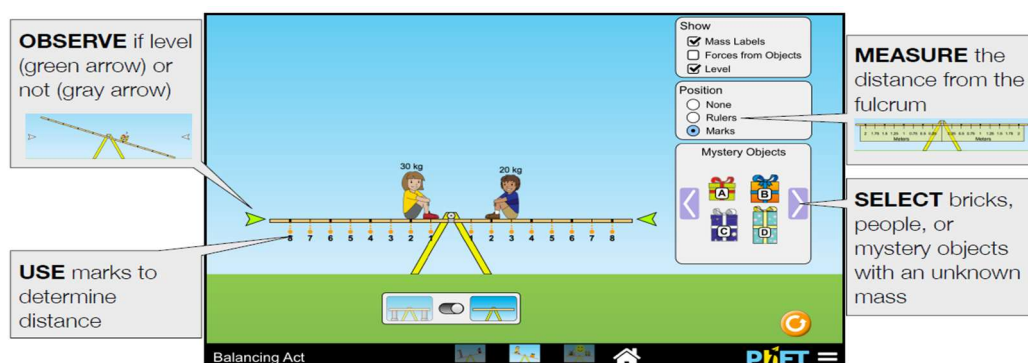 OBSERVE if level
(green arrow) or
not (gray arrow)
USE marks to
determine
distance
30 kg
20 kg
8 7 6 5 4 3 2 1 1 2 3 4 5 6 7 8
Show
Mass Labels
Forces from Objects
Level
Position
None
Rulers
Marks
Mystery Objects
A
B
C
D
MEASURE the
distance from the
fulcrum
Meters
Meters
SELECT bricks,
people, or
mystery objects
with an unknown
mass
Balancing Act
PhET